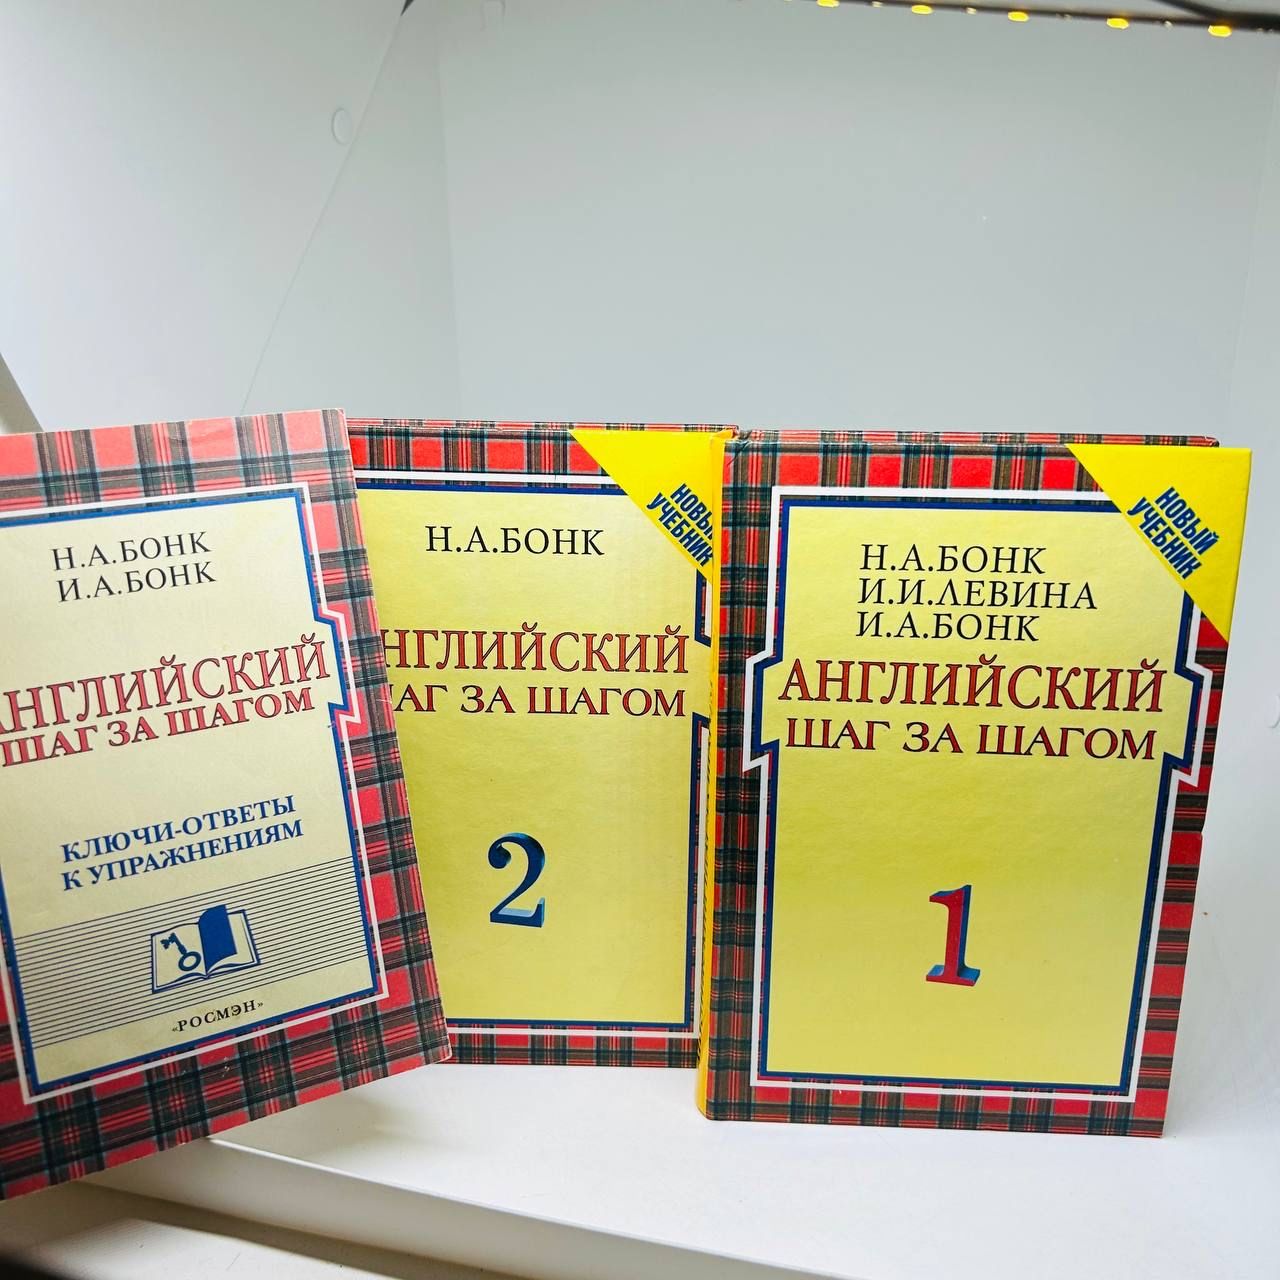 Н.А.БОНК
И.А.БОНК
АНГЛИЙСКИЙ
ШАГ ЗА ШАГОМ
КЛЮЧИ-ОТВЕТЫ
К УПРАЖНЕНИЯМ
«РОСМЭН»
НОВЫЙ
УЧЕБНИК
Н.А.БОНК
НГЛИЙСКИЙ
АГ ЗА ШАГОМ
2
НОВЫЙ
УЧЕБНИК
Н.А.БОНК
И.И.ЛЕВИНА
И.А.БОНК
АНГЛИЙСКИЙ
ШАГ ЗА ШАГОМ
1